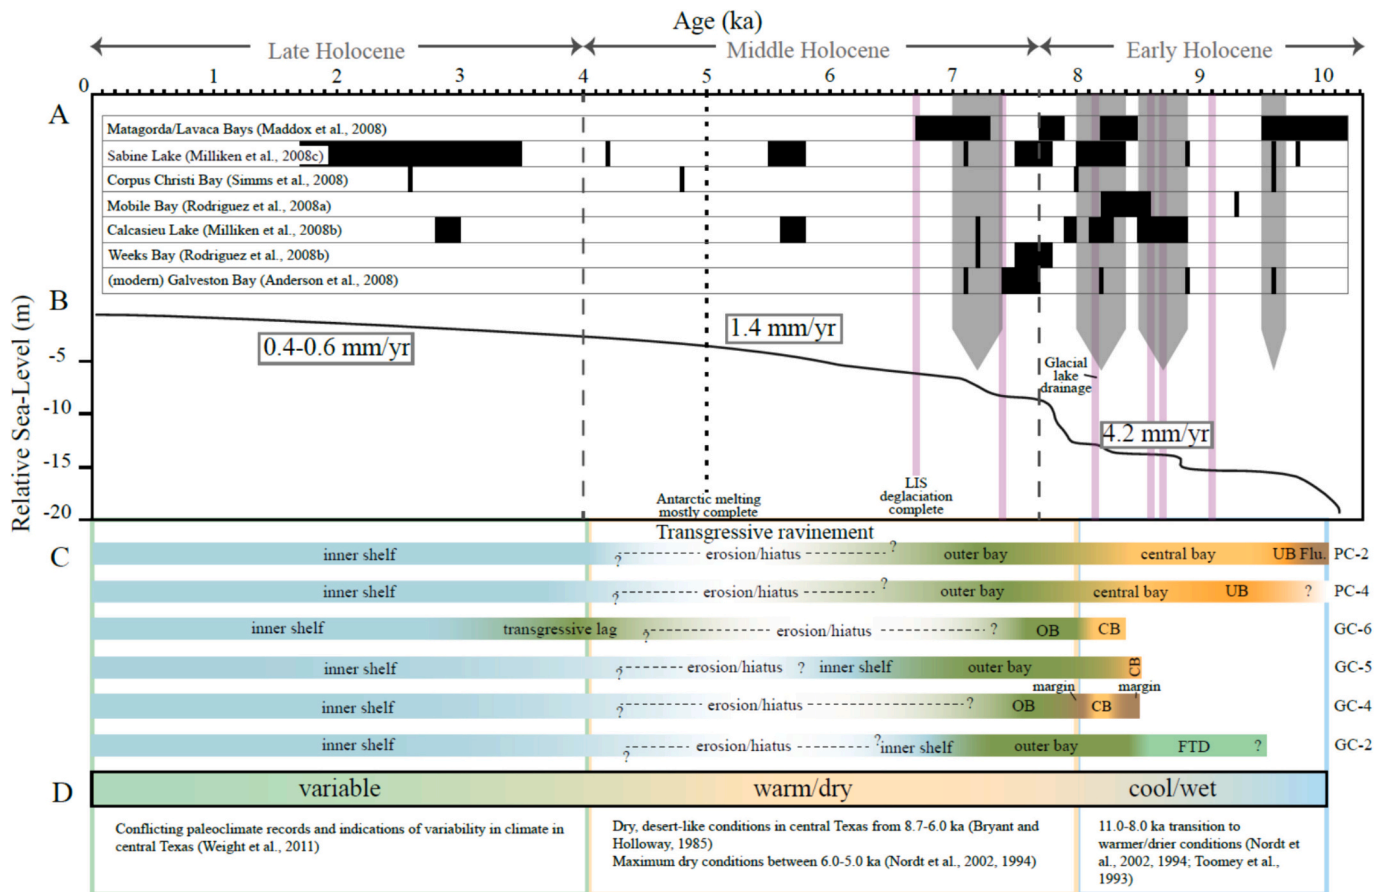 Age (ka)
Late Holocene
Middle Holocene
Early Holocene
0 1 2 3 4 5 6 7 8 9 10
A
Matagorda/Lavaca Bays (Maddox et al., 2008)
Sabine Lake (Milliken et al., 2008c)
Corpus Christi Bay (Simms et al., 2008)
Mobile Bay (Rodriguez et al., 2008a)
Calcasieu Lake (Milliken et al., 2008b)
Weeks Bay (Rodriguez et al., 2008b)
(modern) Galveston Bay (Anderson et al., 2008)
B
Relative Sea-Level (m)
-5
-10
-15
-20
0.4-0.6 mm/yr
1.4 mm/yr
4.2 mm/yr
Glacial
lake
drainage
Antarctic melting
mostly complete
LIS
deglaciation
complete
Transgressive ravinement
C
inner shelf ? erosion/hiatus ? outer bay central bay UB Flu. PC-2
inner shelf ? erosion/hiatus ? outer bay central bay UB ? PC-4
inner shelf transgressive lag ? erosion/hiatus ? OB CB GC-6
inner shelf ? erosion/hiatus ? inner shelf outer bay CB GC-5
margin margin
inner shelf ? erosion/hiatus ? OB CB GC-4
inner shelf ? erosion/hiatus ? inner shelf outer bay FTD ? GC-2
D
variable
warm/dry
cool/wet
Conflicting paleoclimate records and indications of variability in climate in
central Texas (Weight et al., 2011)
Dry, desert-like conditions in central Texas from 8.7-6.0 ka (Bryant and
Holloway, 1985)
Maximum dry conditions between 6.0-5.0 ka (Nordt et al., 2002, 1994)
11.0-8.0 ka transition to
warmer/drier conditions (Nordt et
al., 2002, 1994; Toomey et al.,
1993)